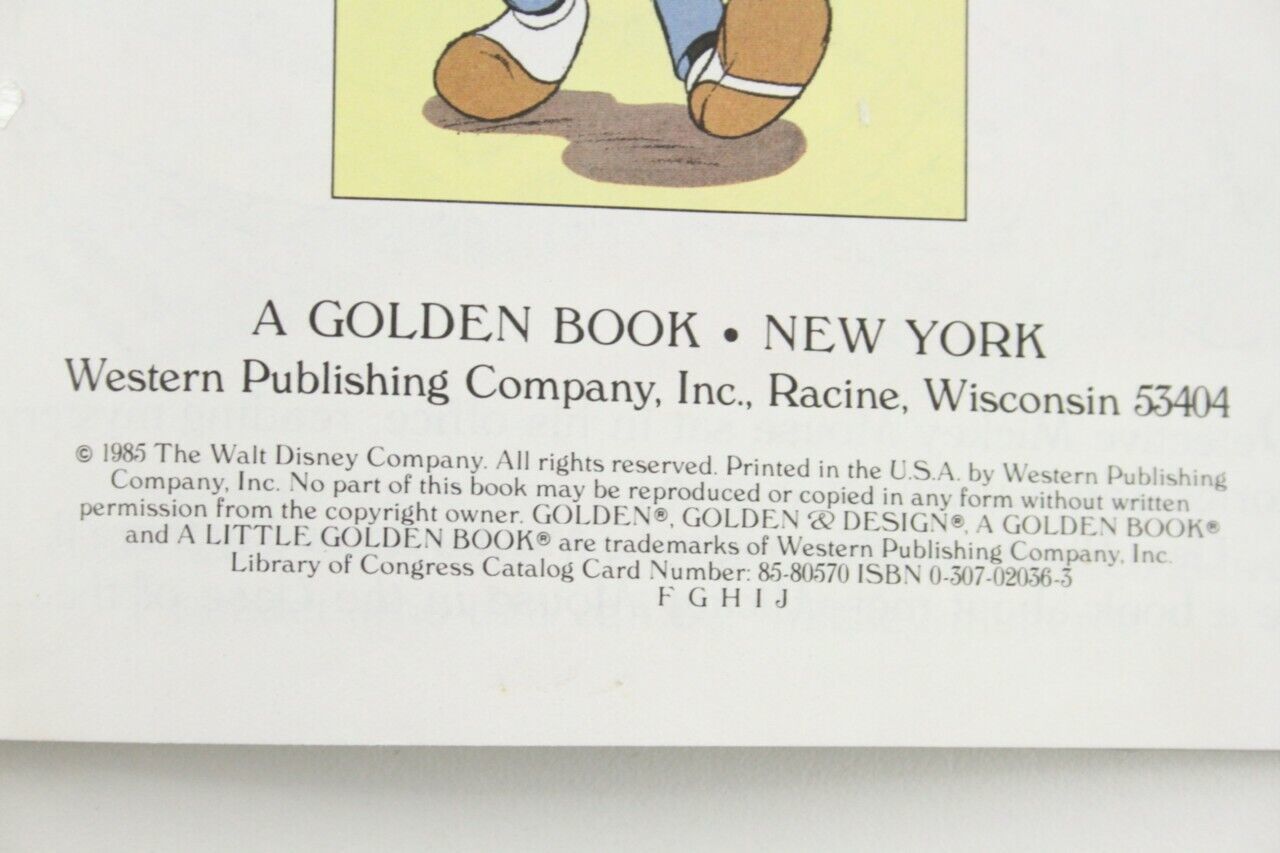 A GOLDEN BOOK • NEW YORK
Western Publishing Company, Inc., Racine, Wisconsin 53404
© 1985 The Walt Disney Company. All rights reserved. Printed in the U.S.A. by Western Publishing
Company, Inc. No part of this book may be reproduced or copied in any form without written
permission from the copyright owner. GOLDEN®, GOLDEN & DESIGN®, A GOLDEN BOOK®
and A LITTLE GOLDEN BOOK® are trademarks of Western Publishing Company, Inc.
Library of Congress Catalog Card Number: 85-80570 ISBN 0-307-02036-3
F G H I J